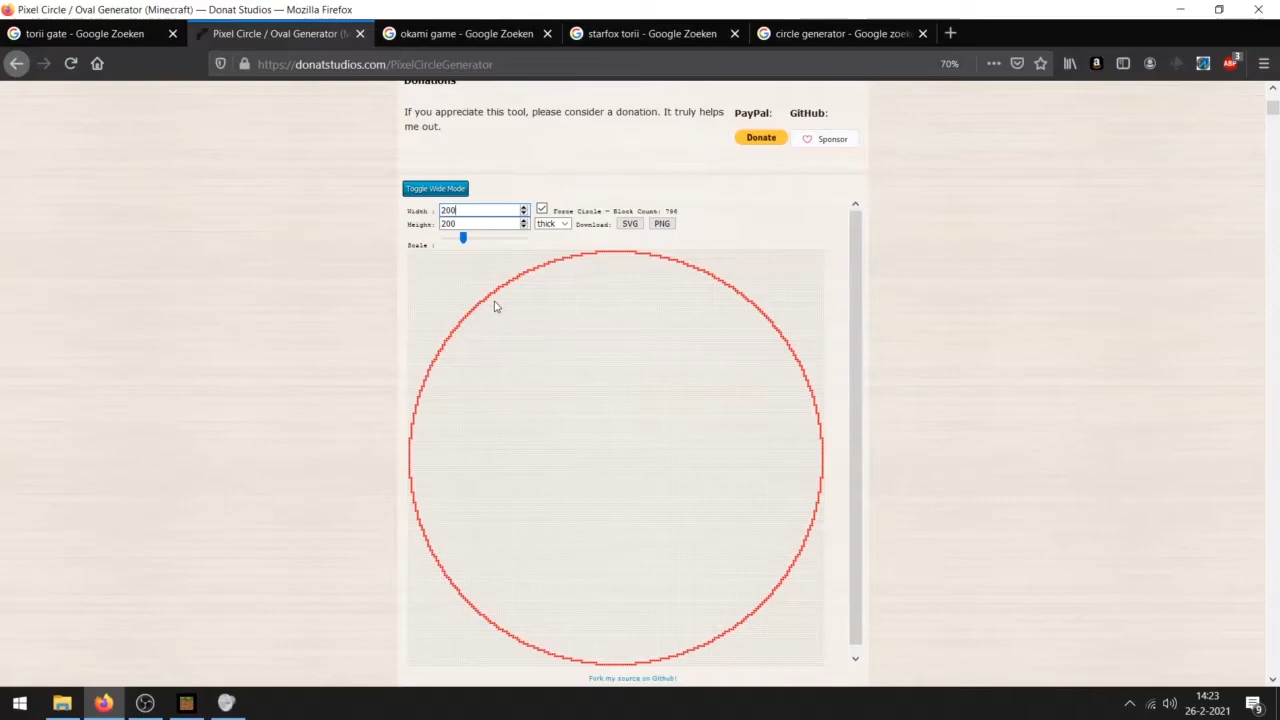 Pixel Circle / Oval Generator (Minecraft) — Donat Studios — Mozilla Firefox
torii gate - Google Zoeken
Pixel Circle / Oval Generator (M
okami game - Google Zoeken
starfox torii - Google Zoeken
circle generator - Google zoek
https://donatstudios.com/PixelCircleGenerator
70%
ABP
3
Donations
If you appreciate this tool, please consider a donation. It truly helps
me out.
PayPal:
GitHub:
Donate
Sponsor
Toggle Wide Mode
Width :
200
Force Circle — Block Count: 796
Height:
200
thick
Download:
SVG
PNG
Scale :
Fork my source on Github!
14:23
26-2-2021
9